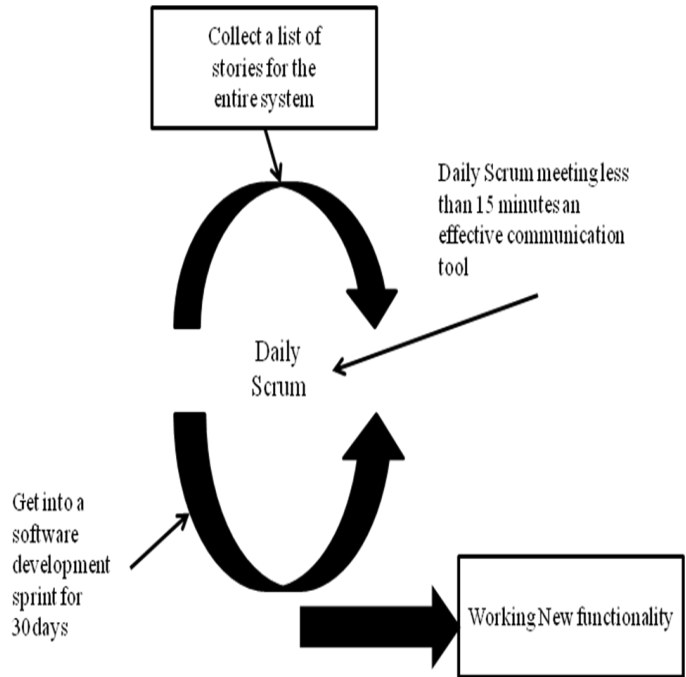 Collect a list of
stories for the
entire system
Daily Scrum meeting less
than 15 minutes an
effective communication
tool
Daily
Scrum
Get into a
software
development
sprint for
30 days
Working New functionality